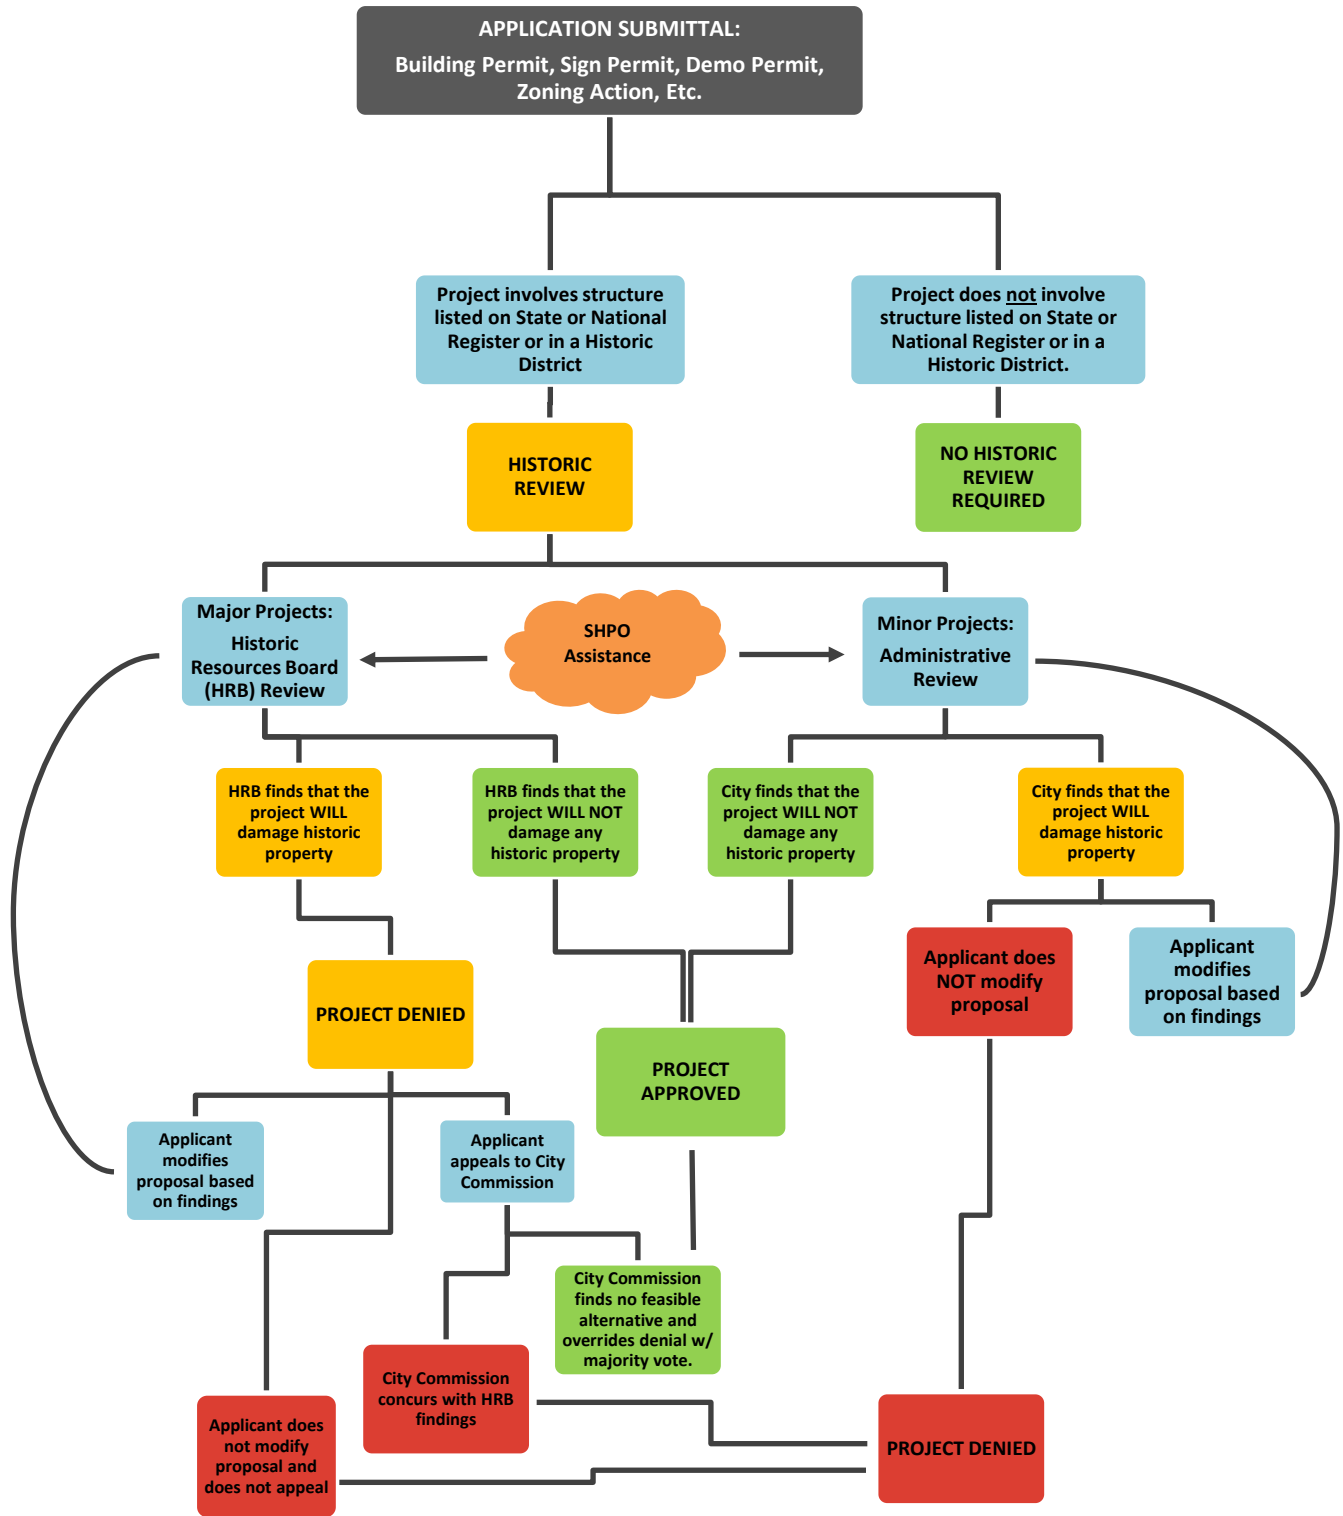 APPLICATION SUBMITTAL:
Building Permit, Sign Permit, Demo Permit,
Zoning Action, Etc.
Project involves structure
listed on State or National
Register or in a Historic
District
Project does not involve
structure listed on State or
National Register or in a
Historic District.
HISTORIC
REVIEW
NO HISTORIC
REVIEW
REQUIRED
Major Projects:
Historic
Resources Board
(HRB) Review
SHPO
Assistance
Minor Projects:
Administrative
Review
HRB finds that the
project WILL
damage historic
property
HRB finds that the
project WILL NOT
damage any
historic property
City finds that the
project WILL NOT
damage any
historic property
City finds that the
project WILL
damage historic
property
Applicant does
NOT modify
proposal
Applicant
modifies
proposal based
on findings
PROJECT DENIED
PROJECT
APPROVED
Applicant
modifies
proposal based
on findings
Applicant
appeals to City
Commission
City Commission
finds no feasible
alternative and
overrides denial w/
majority vote.
City Commission
concurs with HRB
findings
Applicant does
not modify
proposal and
does not appeal
PROJECT DENIED